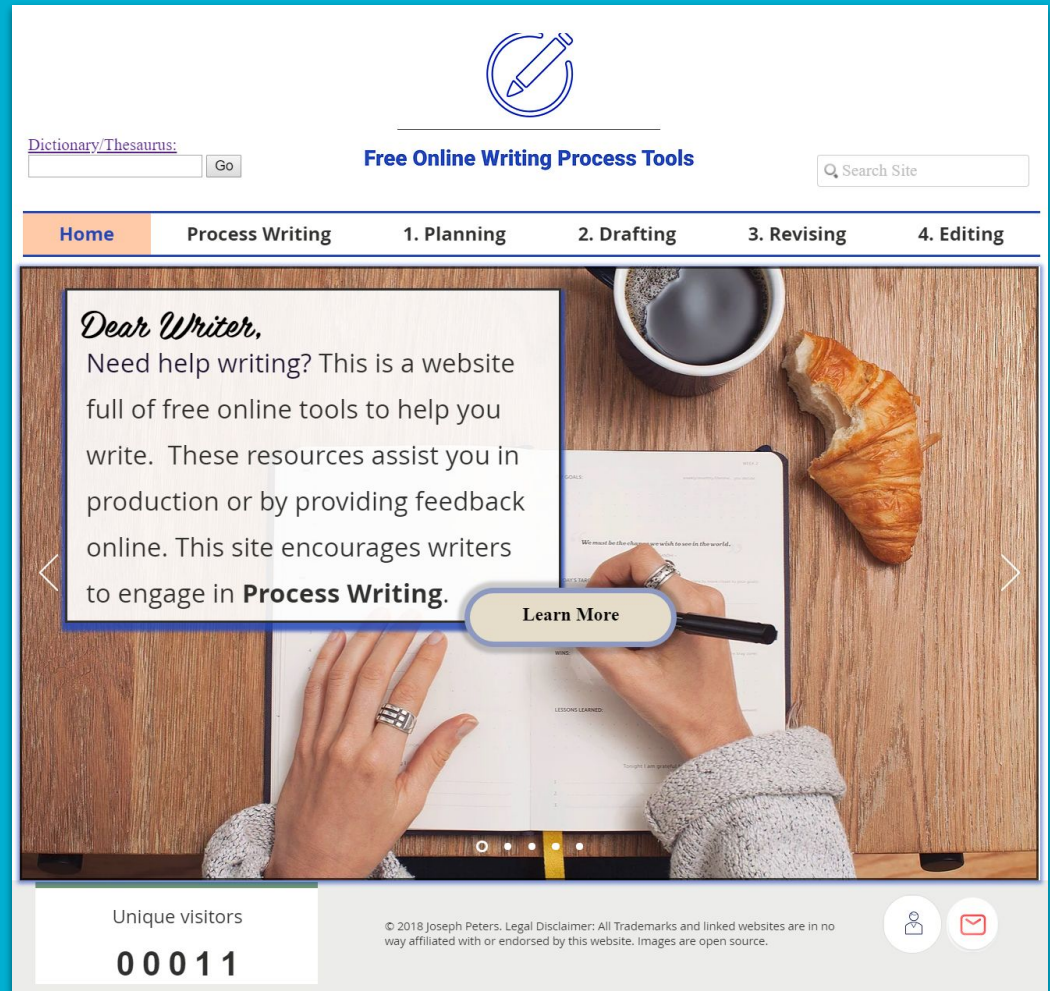 Dictionary/Thesaurus:
Go
Free Online Writing Process Tools
Search Site
Home Process Writing 1. Planning 2. Drafting 3. Revising 4. Editing
Dear Writer,
Need help writing? This is a website
full of free online tools to help you
write. These resources assist you in
production or by providing feedback
online. This site encourages writers
to engage in Process Writing.
Learn More
GOALS:
We must be the change we wish to see in the world.
LESSONS LEARNED:
Unique visitors
00011
© 2018 Joseph Peters. Legal Disclaimer: All Trademarks and linked websites are in no
way affiliated with or endorsed by this website. Images are open source.